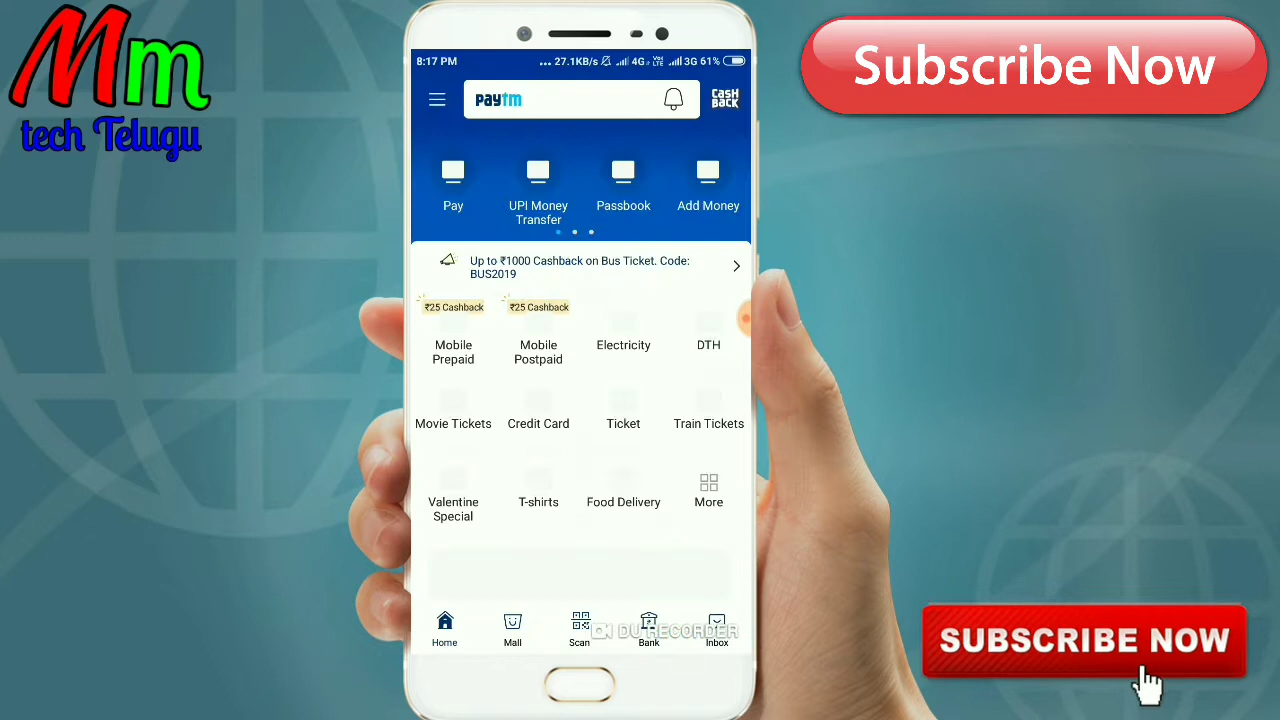 Mm
tech Telugu
Subscribe Now
8:17 PM ... 27.1KB/s 4G VoLTE 3G 61%
paytm
CASH
BACK
Pay
UPI Money
Transfer
Passbook
Add Money
Up to ₹1000 Cashback on Bus Ticket. Code:
BUS2019
₹25 Cashback
₹25 Cashback
Mobile
Prepaid
Mobile
Postpaid
Electricity
DTH
Movie Tickets
Credit Card
Ticket
Train Tickets
Valentine
Special
T-shirts
Food Delivery
More
DU RECORDER
Home
Mall
Scan
Bank
Inbox
SUBSCRIBE NOW